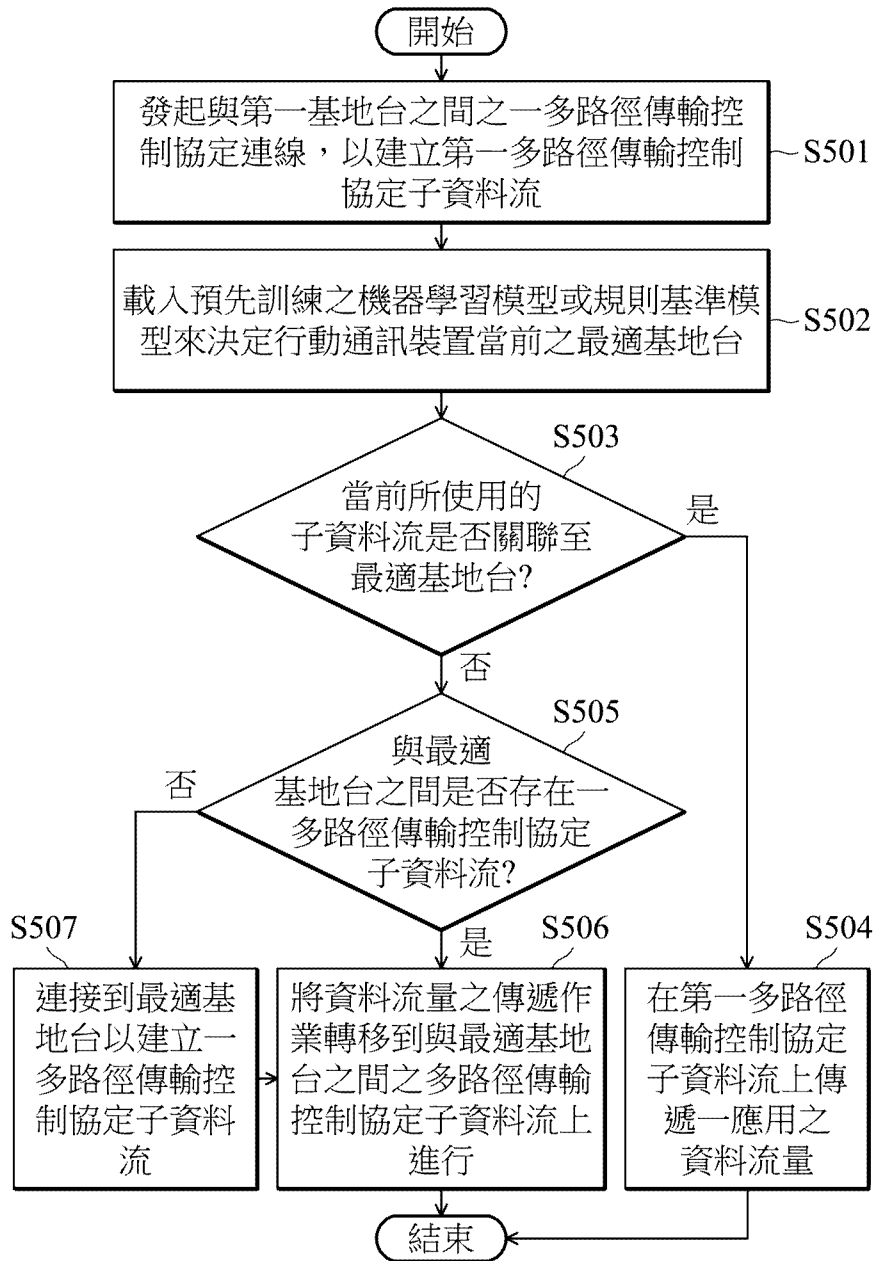 開始
發起與第一基地台之間之一多路徑傳輸控
制協定連線，以建立第一多路徑傳輸控制
協定子資料流
S501
載入預先訓練之機器學習模型或規則基準模
型來決定行動通訊裝置當前之最適基地台
S502
S503
當前所使用的
子資料流是否關聯至
最適基地台?
是
否
S505
與最適
基地台之間是否存在一
多路徑傳輸控制協定
子資料流?
否
是
S507
連接到最適基
地台以建立一
多路徑傳輸控
制協定子資料
流
S506
將資料流量之傳遞作
業轉移到與最適基地
台之間之多路徑傳輸
控制協定子資料流上
進行
S504
在第一多路徑
傳輸控制協定
子資料流上傳
遞一應用之
資料流量
結束